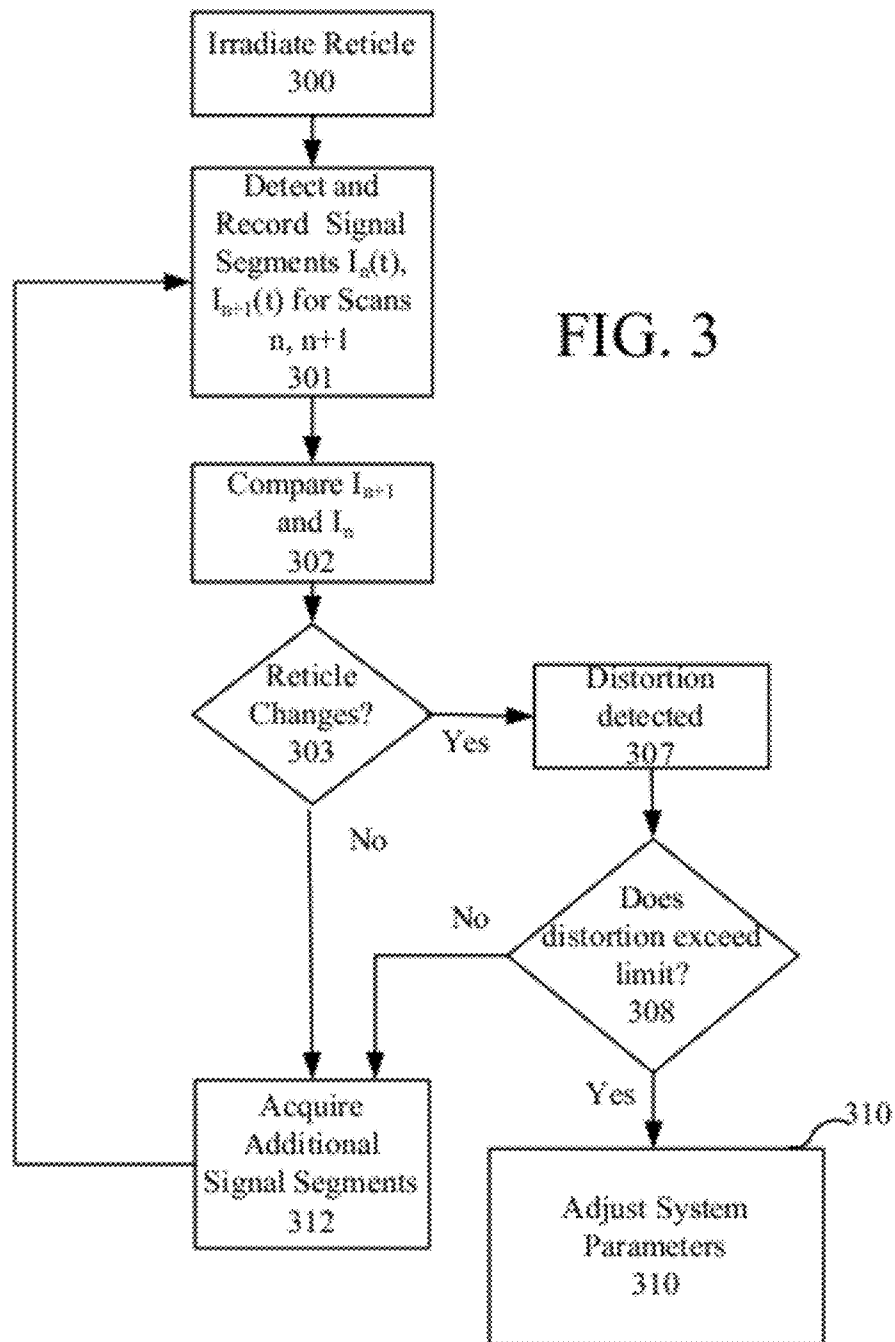 Irradiate Reticle
300
Detect and
Record Signal
Segments Iₙ(t),
Iₙ₊₁(t) for Scans
n, n+1
301
FIG. 3
Compare Iₙ₊₁
and Iₙ
302
Reticle
Changes?
303
Yes
No
Distortion
detected
307
Does
distortion exceed
limit?
308
No
Yes
Acquire
Additional
Signal Segments
312
310
Adjust System
Parameters
310